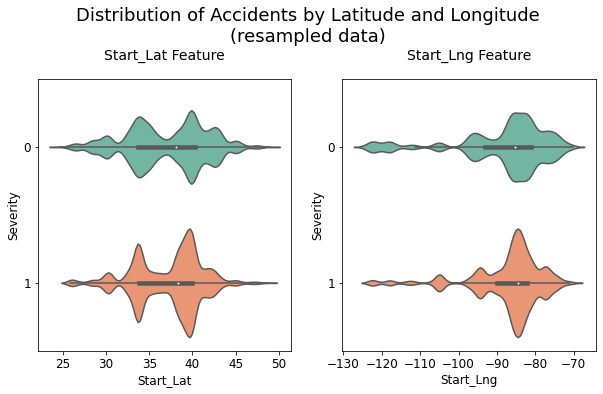 Distribution of Accidents by Latitude and Longitude
(resampled data)
Start_Lat Feature
Start_Lng Feature
Severity
0
1
25 30 35 40 45 50
Start_Lat
Severity
0
1
−130 −120 −110 −100 −90 −80 −70
Start_Lng